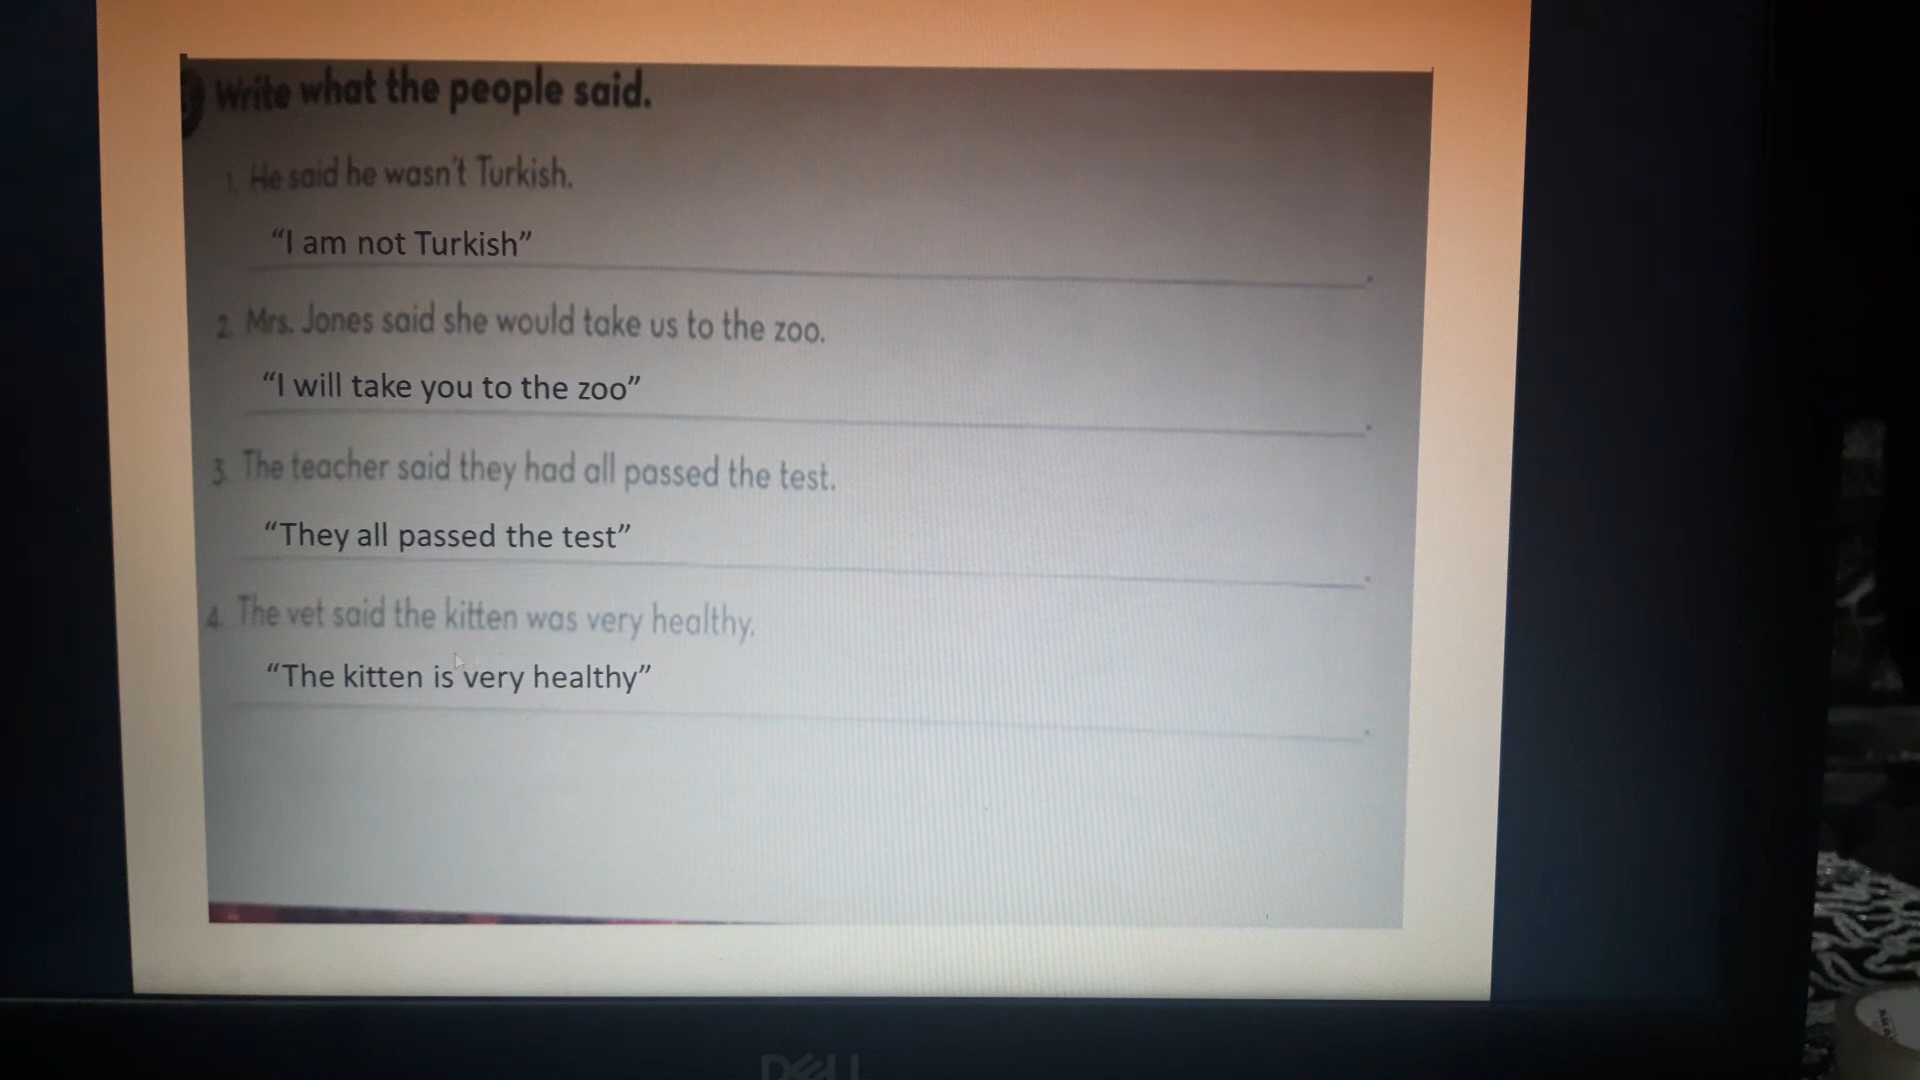 Write what the people said.
1. He said he wasn't Turkish.
“I am not Turkish”
2. Mrs. Jones said she would take us to the zoo.
“I will take you to the zoo”
3. The teacher said they had all passed the test.
“They all passed the test”
4. The vet said the kitten was very healthy.
“The kitten is very healthy”
DELL